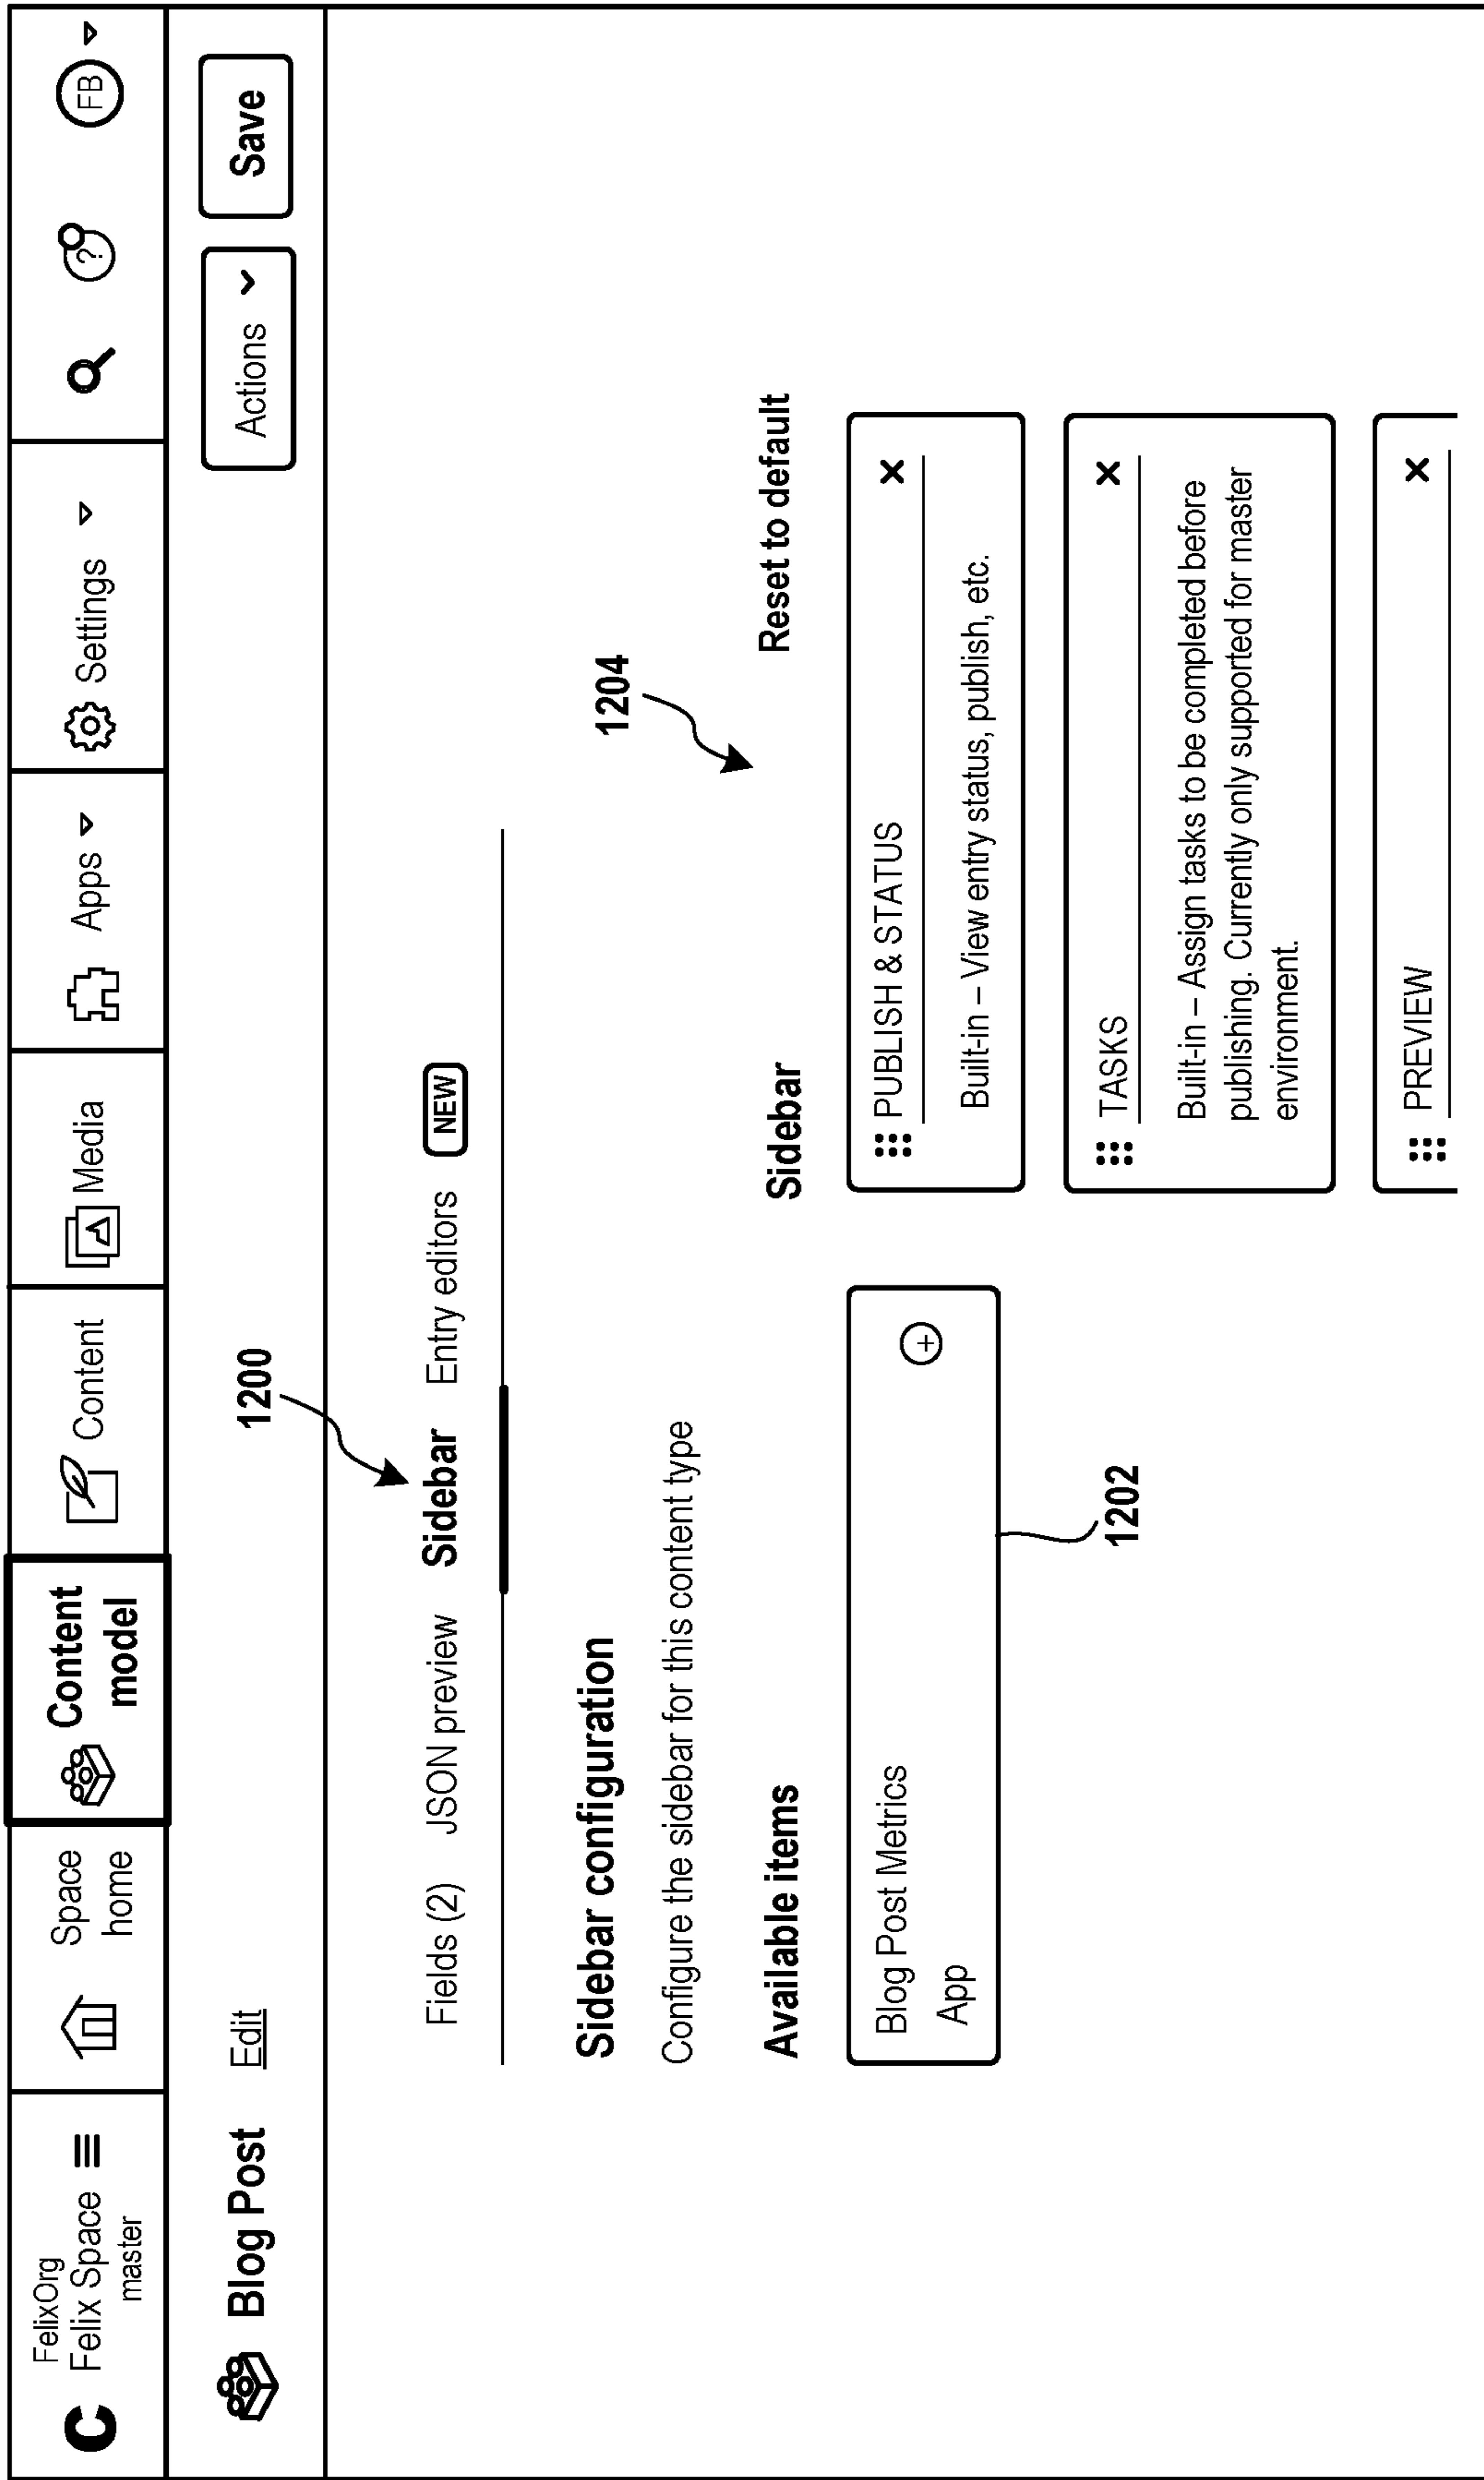 FelixOrg
C Felix Space
master
Space
home
Content
model
Content
Media
Apps
Settings
?
FB
Blog Post Edit
Actions
Save
1200
Fields (2) JSON preview Sidebar Entry editors NEW
Sidebar configuration
Configure the sidebar for this content type
1204
Available items
Blog Post Metrics
App
+
1202
Sidebar Reset to default
PUBLISH & STATUS ×
Built-in – View entry status, publish, etc.
TASKS ×
Built-in – Assign tasks to be completed before
publishing. Currently only supported for master
environment.
PREVIEW ×